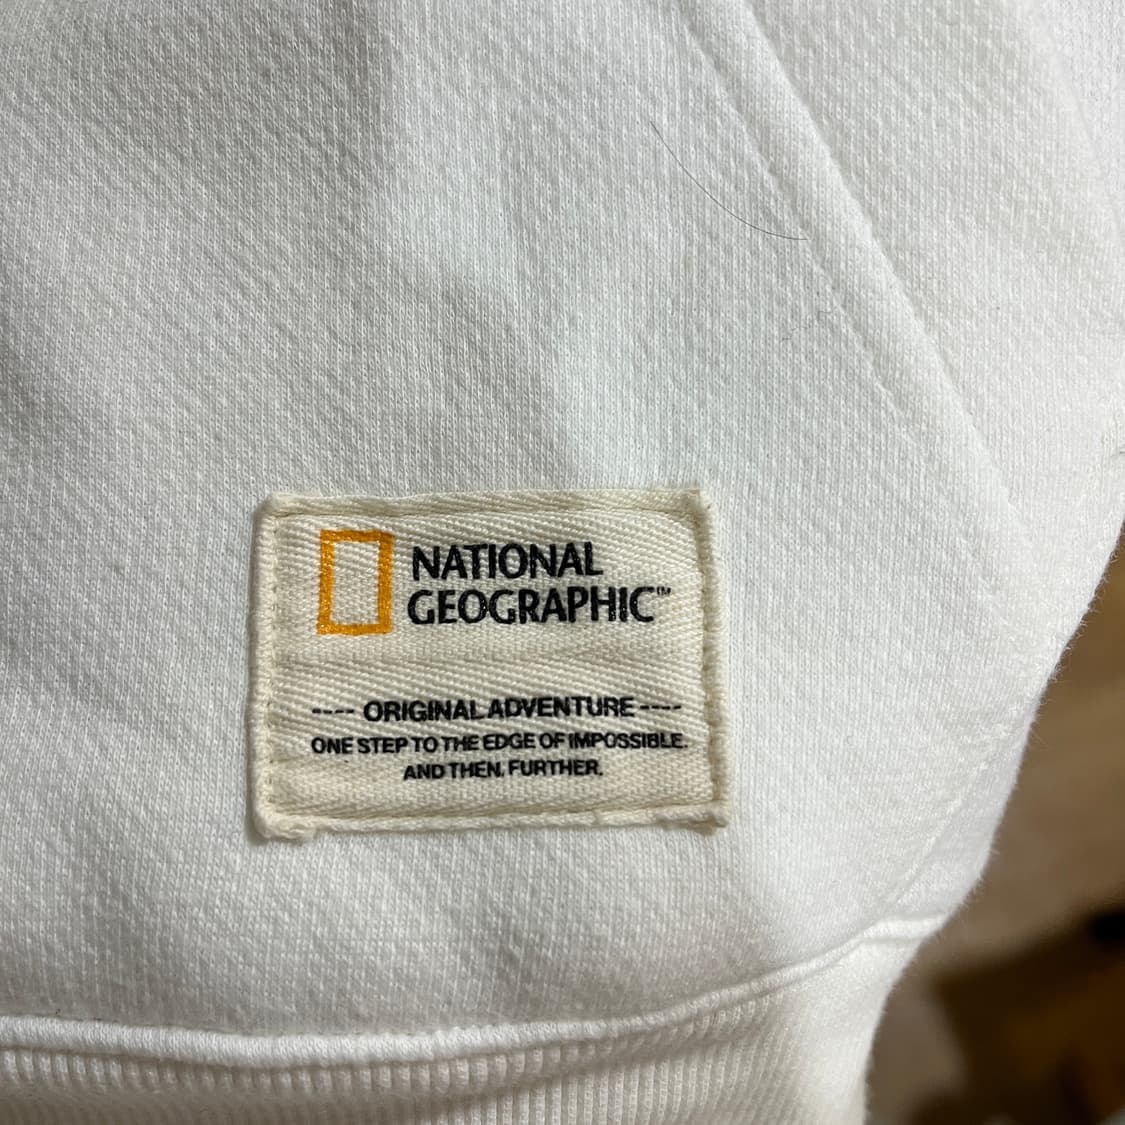 NATIONAL
GEOGRAPHIC™
---- ORIGINAL ADVENTURE ----
ONE STEP TO THE EDGE OF IMPOSSIBLE.
AND THEN, FURTHER.